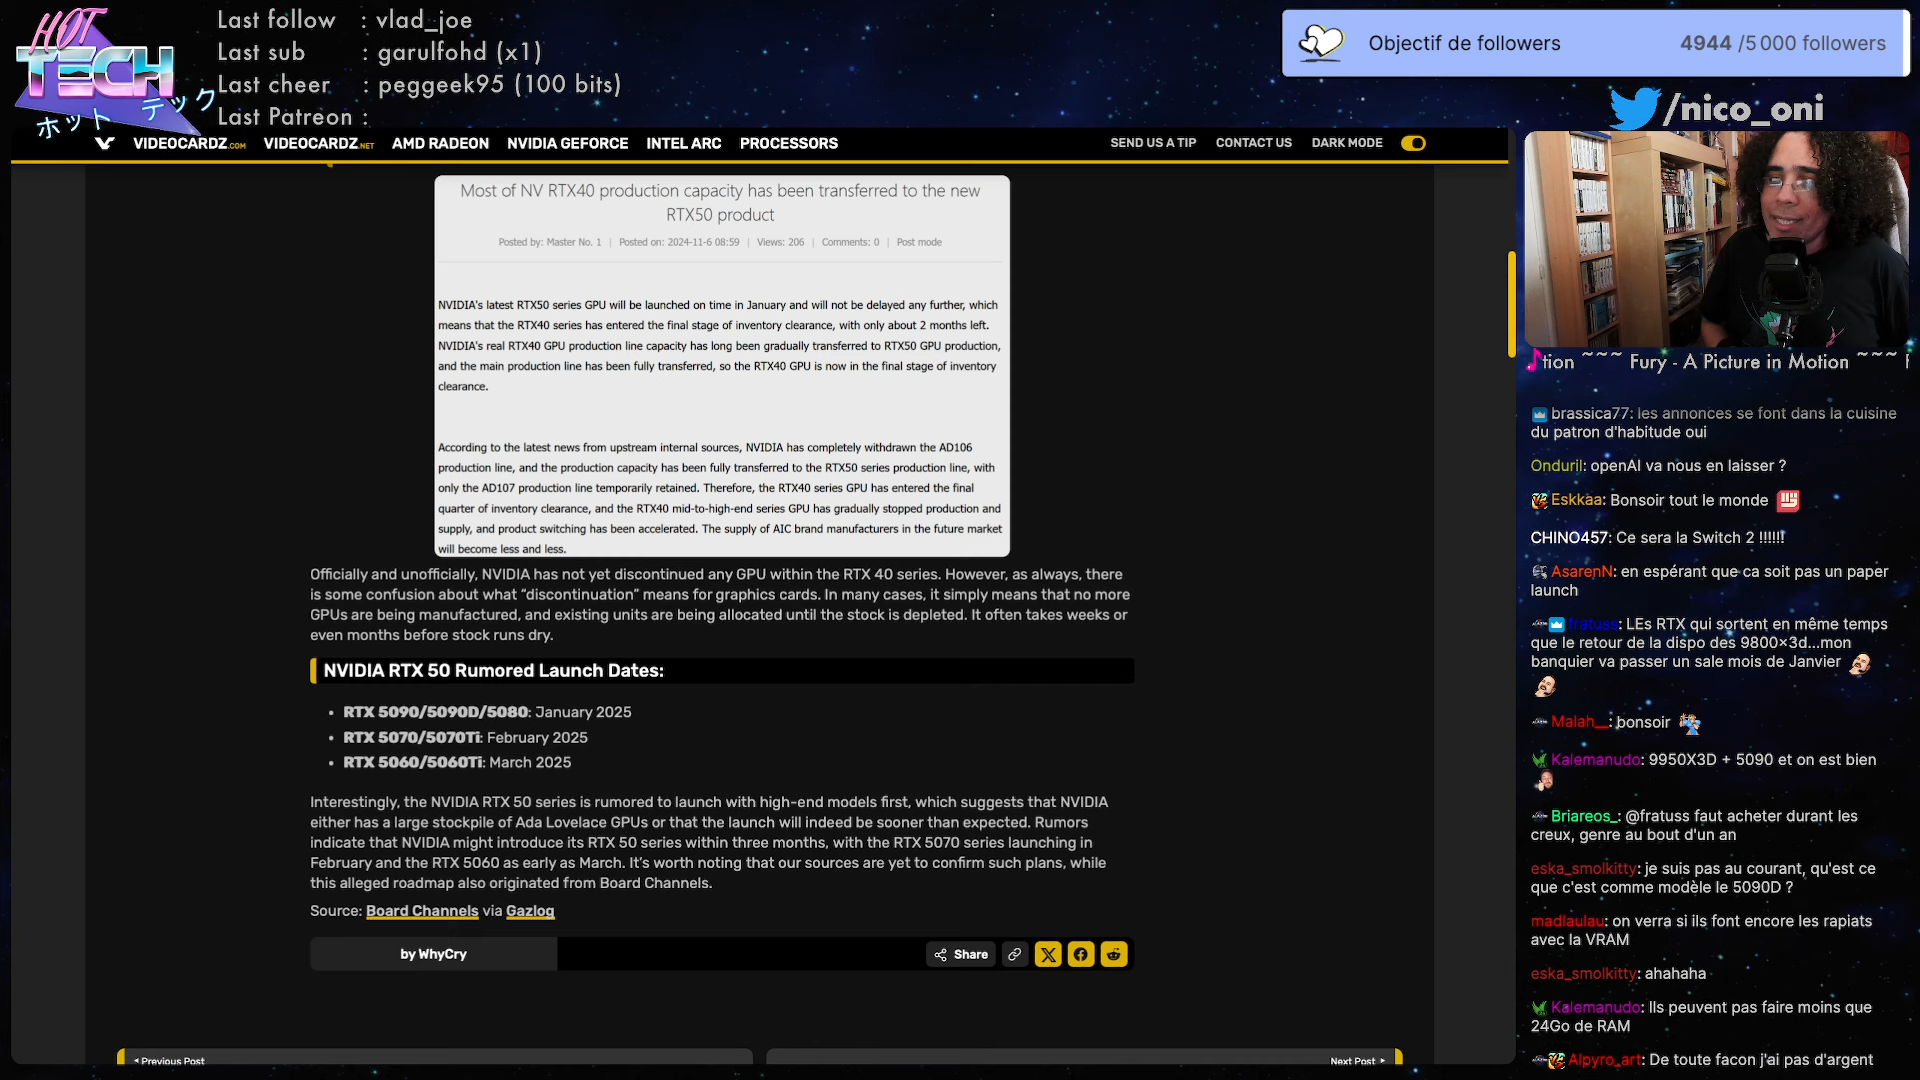 HOT
TECH
ホット テック
Last follow : vlad_joe
Last sub : garulfohd (x1)
Last cheer : peggeek95 (100 bits)
Last Patreon :
Objectif de followers
4944 /5 000 followers
/nico_oni
VIDEOCARDZ.COM VIDEOCARDZ.NET AMD RADEON NVIDIA GEFORCE INTEL ARC PROCESSORS SEND US A TIP CONTACT US DARK MODE
Most of NV RTX40 production capacity has been transferred to the new
RTX50 product
Posted by: Master No. 1 | Posted on: 2024-11-6 08:59 | Views: 206 | Comments: 0 | Post mode
NVIDIA's latest RTX50 series GPU will be launched on time in January and will not be delayed any further, which
means that the RTX40 series has entered the final stage of inventory clearance, with only about 2 months left.
NVIDIA's real RTX40 GPU production line capacity has long been gradually transferred to RTX50 GPU production,
and the main production line has been fully transferred, so the RTX40 GPU is now in the final stage of inventory
clearance.
According to the latest news from upstream internal sources, NVIDIA has completely withdrawn the AD106
production line, and the production capacity has been fully transferred to the RTX50 series production line, with
only the AD107 production line temporarily retained. Therefore, the RTX40 series GPU has entered the final
quarter of inventory clearance, and the RTX40 mid-to-high-end series GPU has gradually stopped production and
supply, and product switching has been accelerated. The supply of AIC brand manufacturers in the future market
will become less and less.
Officially and unofficially, NVIDIA has not yet discontinued any GPU within the RTX 40 series. However, as always, there
is some confusion about what “discontinuation” means for graphics cards. In many cases, it simply means that no more
GPUs are being manufactured, and existing units are being allocated until the stock is depleted. It often takes weeks or
even months before stock runs dry.
NVIDIA RTX 50 Rumored Launch Dates:
• RTX 5090/5090D/5080: January 2025
• RTX 5070/5070Ti: February 2025
• RTX 5060/5060Ti: March 2025
Interestingly, the NVIDIA RTX 50 series is rumored to launch with high-end models first, which suggests that NVIDIA
either has a large stockpile of Ada Lovelace GPUs or that the launch will indeed be sooner than expected. Rumors
indicate that NVIDIA might introduce its RTX 50 series within three months, with the RTX 5070 series launching in
February and the RTX 5060 as early as March. It’s worth noting that our sources are yet to confirm such plans, while
this alleged roadmap also originated from Board Channels.
Source: Board Channels via Gazlog
by WhyCry
Share
◂ Previous Post
Next Post ▸
tion ~~~ Fury - A Picture in Motion ~~~ F
brassica77: les annonces se font dans la cuisine
du patron d'habitude oui
Onduril: openAI va nous en laisser ?
Eskkaa: Bonsoir tout le monde
CHINO457: Ce sera la Switch 2 !!!!!!
AsarenN: en espérant que ca soit pas un paper
launch
fratuss: LEs RTX qui sortent en même temps
que le retour de la dispo des 9800x3d...mon
banquier va passer un sale mois de Janvier
Malah__: bonsoir
Kalemanudo: 9950X3D + 5090 et on est bien
Briareos_: @fratuss faut acheter durant les
creux, genre au bout d'un an
eska_smolkitty: je suis pas au courant, qu'est ce
que c'est comme modèle le 5090D ?
madlaulau: on verra si ils font encore les rapiats
avec la VRAM
eska_smolkitty: ahahaha
Kalemanudo: Ils peuvent pas faire moins que
24Go de RAM
Alpyro_art: De toute facon j'ai pas d'argent